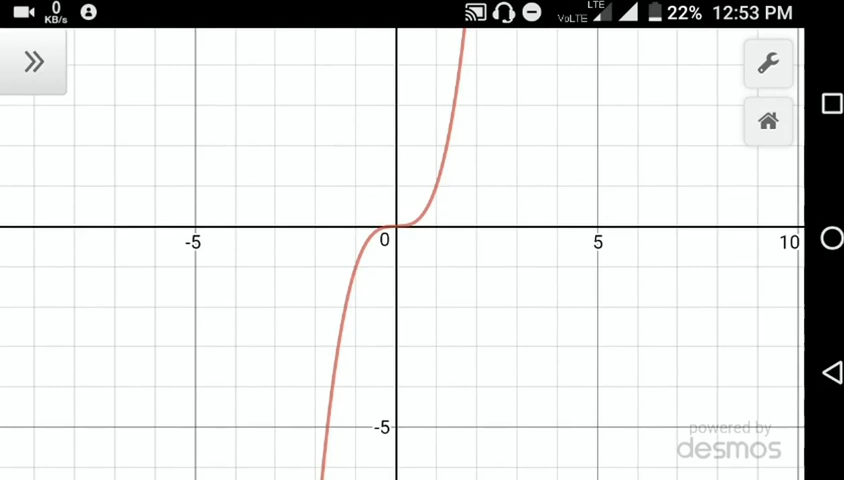 0
KB/s
VoLTE
LTE
22% 12:53 PM
-5
0
5
10
-5
powered by
desmos